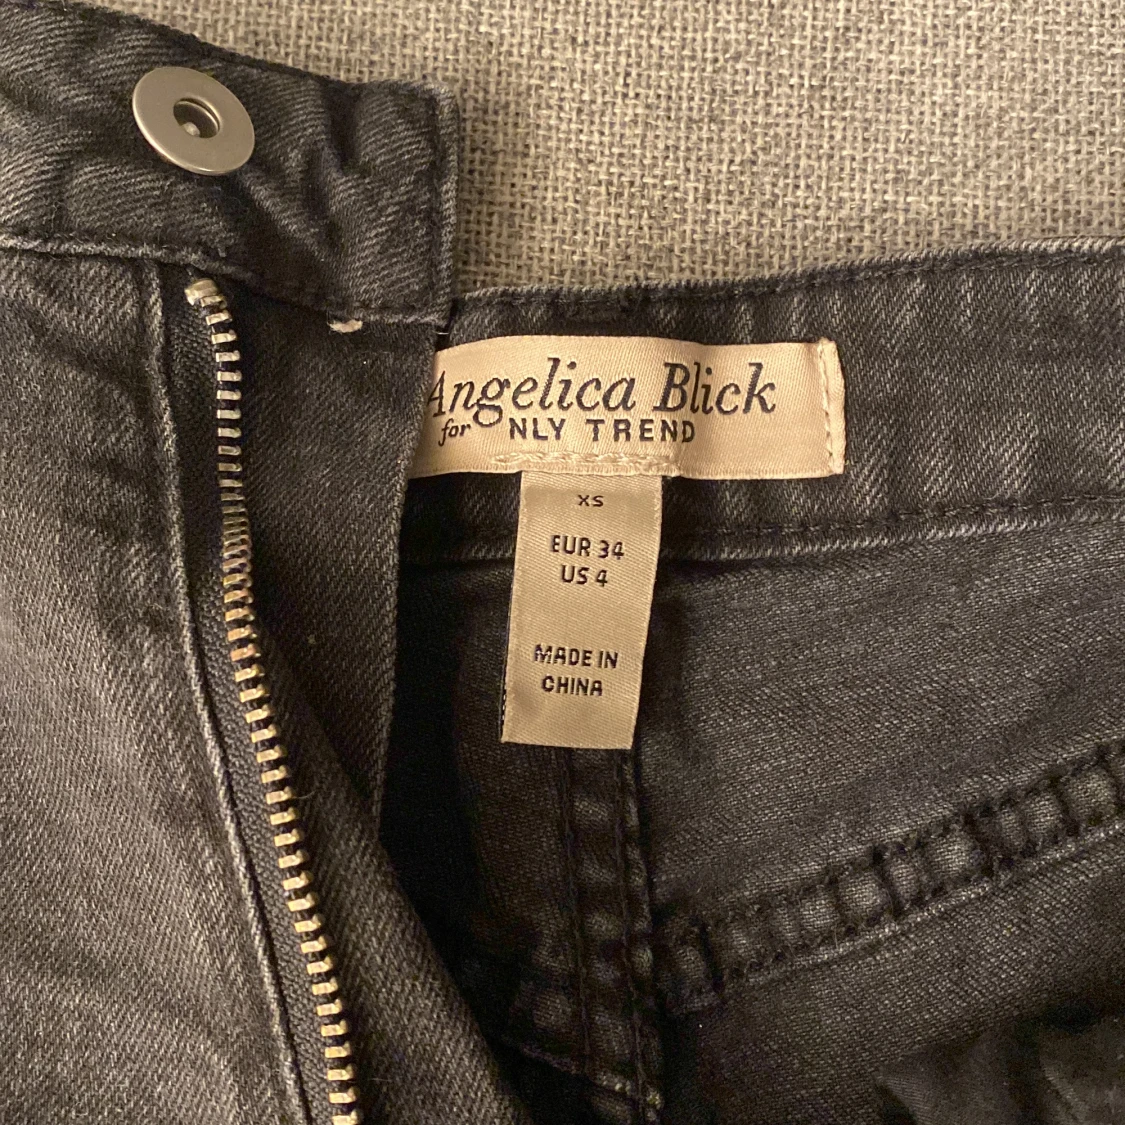 Angelica Blick
for NLY TREND
XS
EUR 34
US 4
MADE IN
CHINA